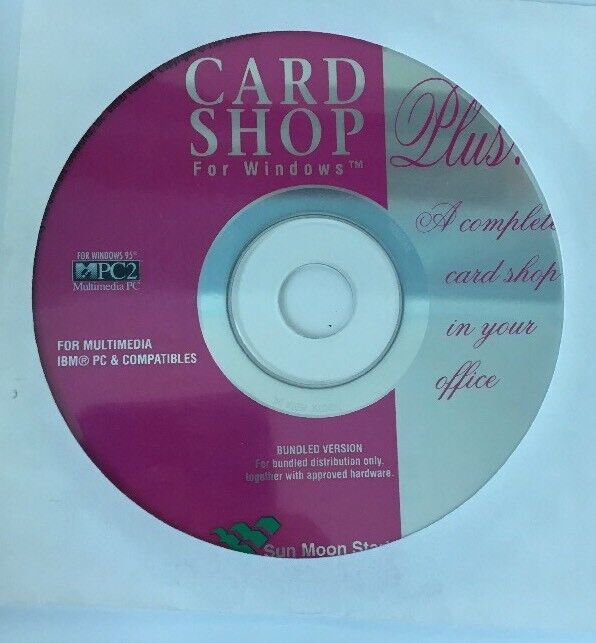 CARD
SHOP
For Windows™
Plus!
A complete
card shop
in your
office
FOR WINDOWS 95®
MPC2
Multimedia PC
FOR MULTIMEDIA
IBM® PC & COMPATIBLES
BUNDLED VERSION
For bundled distribution only,
together with approved hardware.
Sun Moon Star